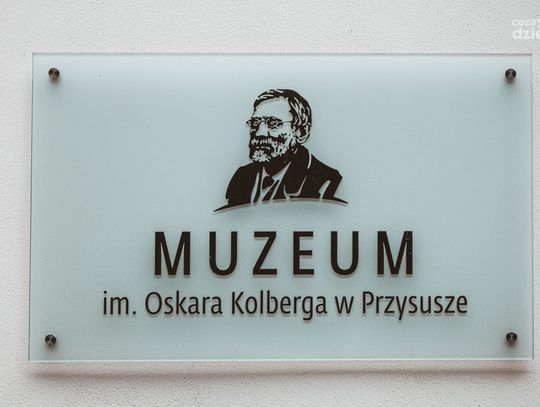 MUZEUM
im. Oskara Kolberga w Przysusze